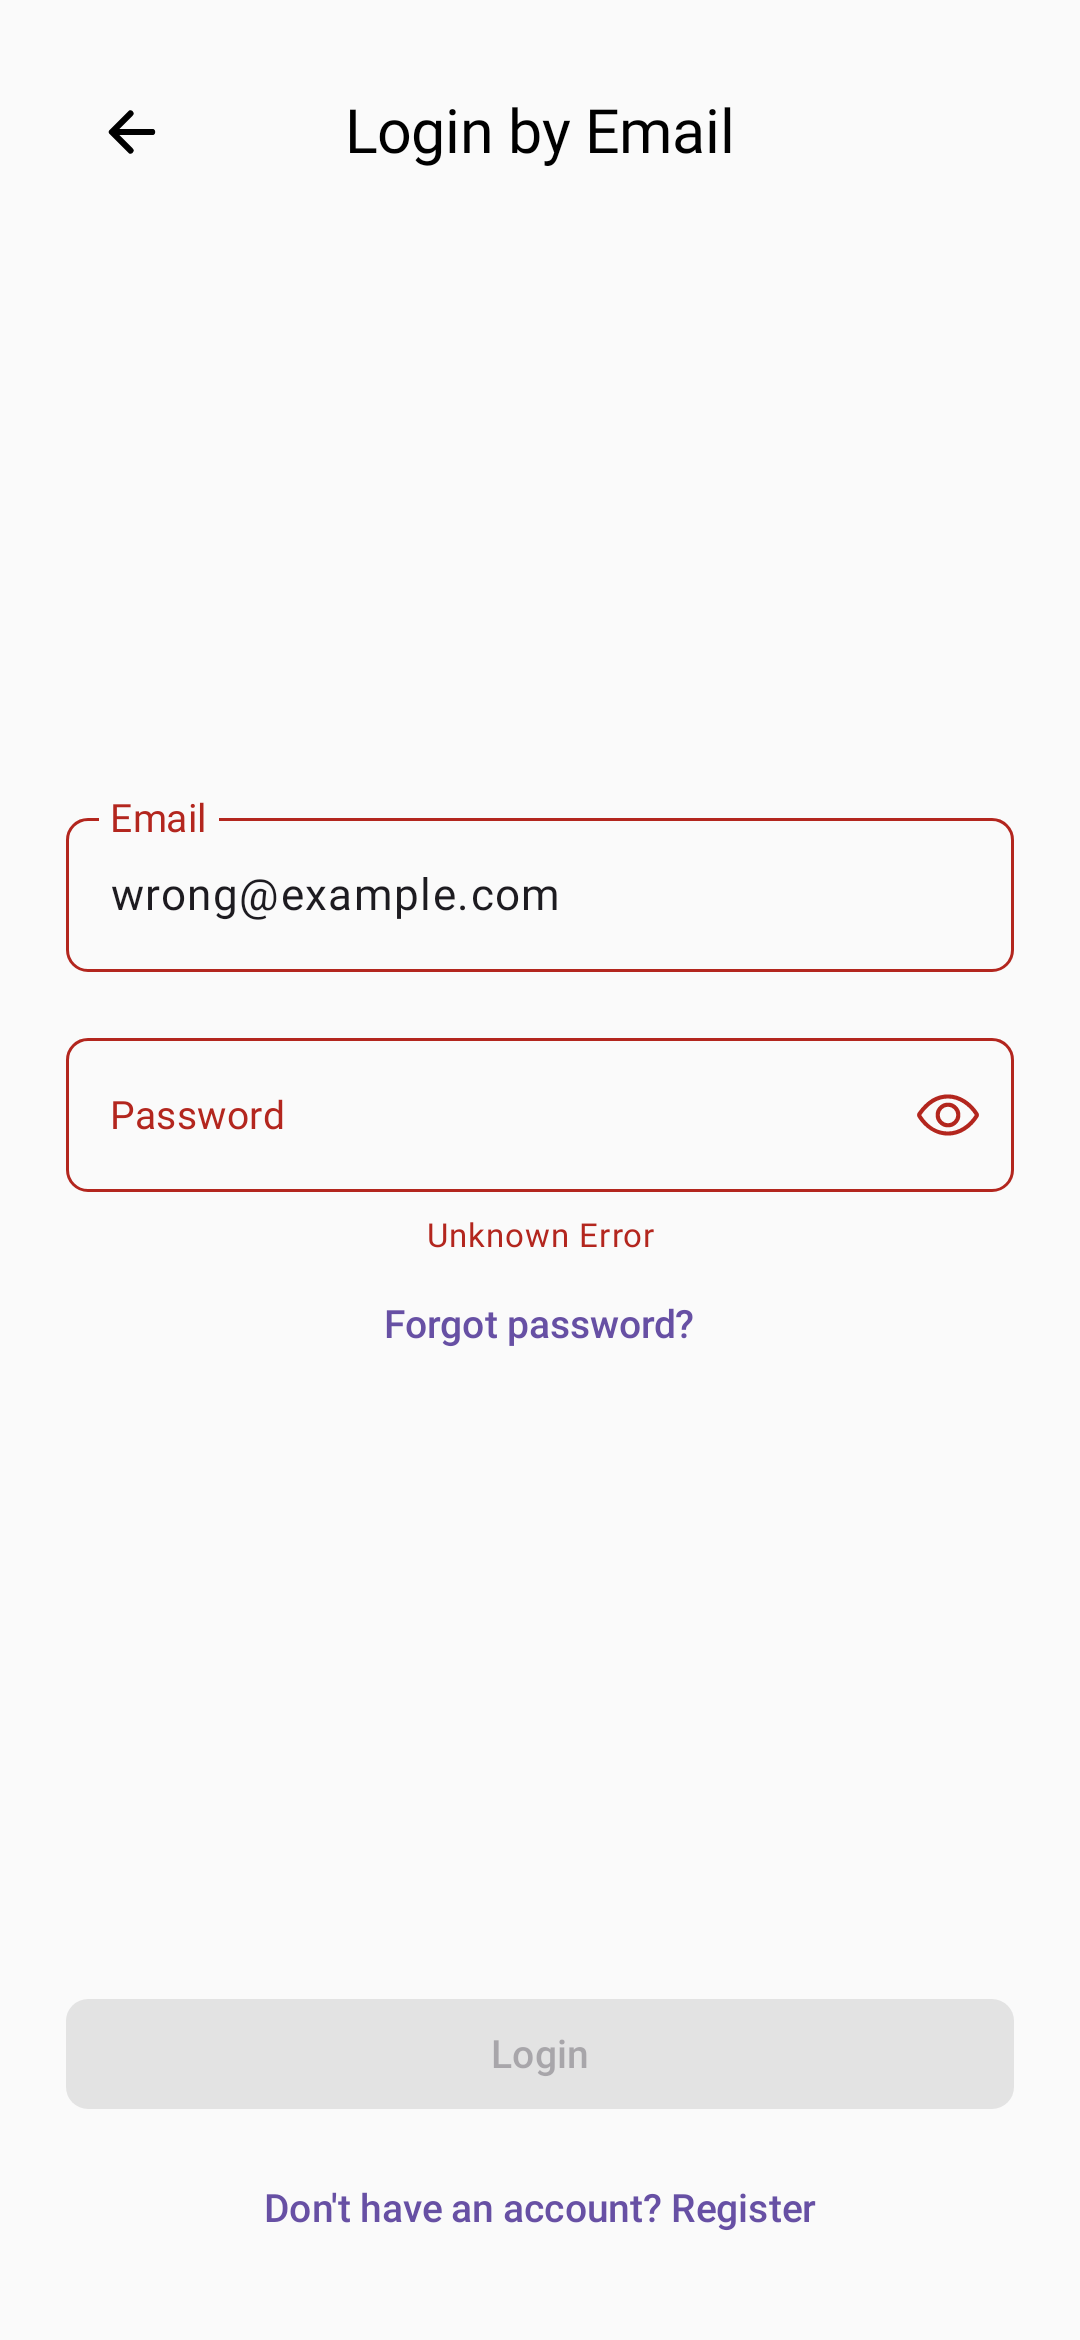 Login by Email
Email
wrong@example.com
Password
Unknown Error
Forgot password?
Login
Don't have an account? Register